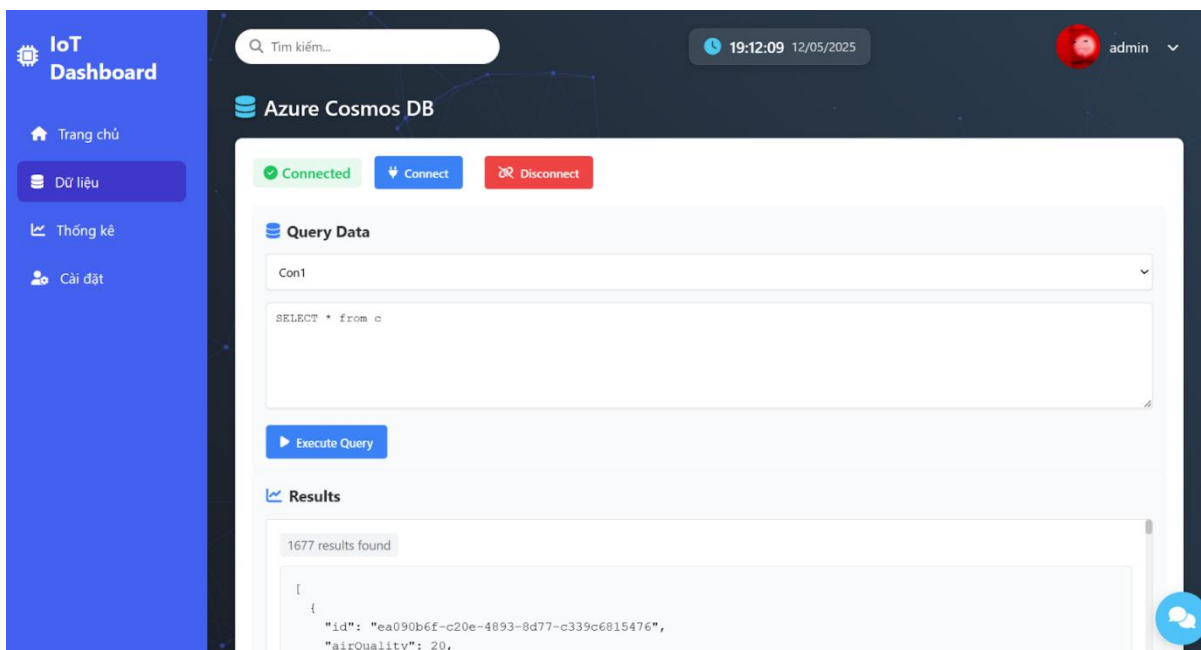 IoT
Dashboard
Trang chủ
Dữ liệu
Thống kê
Cài đặt
Tìm kiếm...
19:12:09 12/05/2025
admin
Azure Cosmos DB
Connected
Connect
Disconnect
Query Data
Con1
SELECT * from c
Execute Query
Results
1677 results found
[
{
"id": "ea090b6f-c20e-4893-8d77-c339c6815476",
"airQuality": 20,